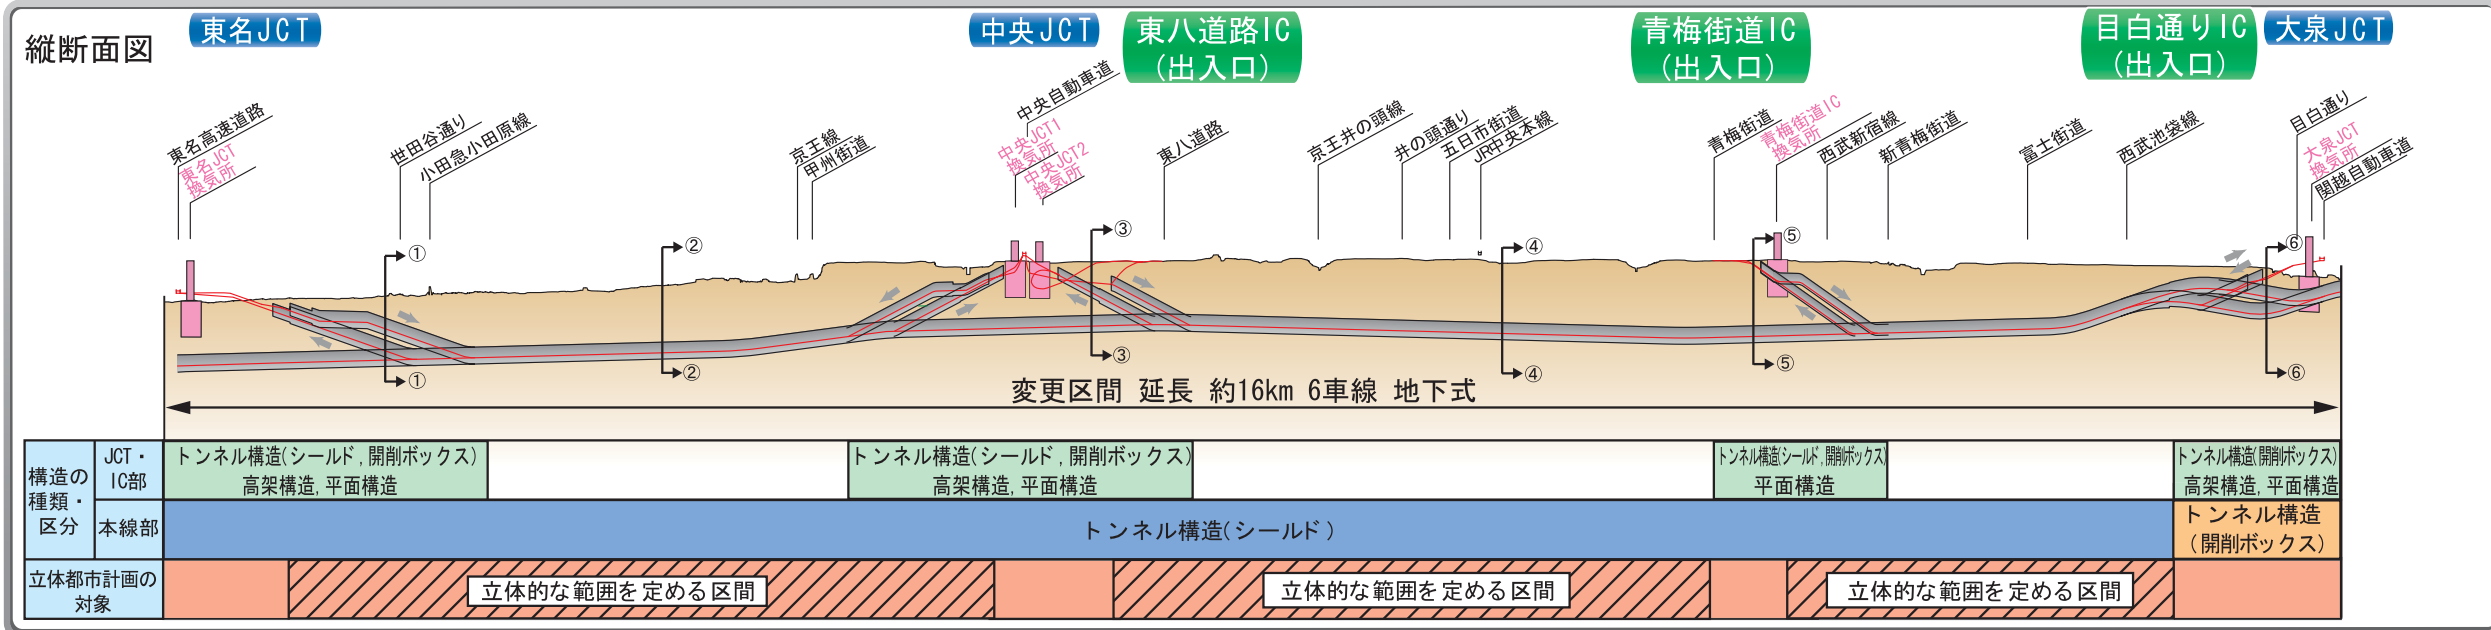 縦断面図
東名JCT
中央JCT
東八道路IC
(出入口)
青梅街道IC
(出入口)
目白通りIC
(出入口)
大泉JCT
東名高速道路
東名JCT
換気所
世田谷通り
小田急小田原線
京王線
甲州街道
中央自動車道
中央JCT1
換気所
中央JCT2
換気所
東八道路
京王井の頭線
井の頭通り
五日市街道
JR中央本線
青梅街道
青梅街道IC
換気所
西武新宿線
新青梅街道
富士街道
西武池袋線
目白通り
大泉JCT
換気所
関越自動車道
①
②
③
④
⑤
⑥
①
②
③
④
⑤
⑥
変更区間 延長 約16km 6車線 地下式
構造の
種類・
区分
JCT・
IC部
トンネル構造(シールド,開削ボックス)
高架構造,平面構造
トンネル構造(シールド,開削ボックス)
高架構造,平面構造
トンネル構造(シールド,開削ボックス)
平面構造
トンネル構造(開削ボックス)
高架構造,平面構造
本線部
トンネル構造(シールド)
トンネル構造
(開削ボックス)
立体都市計画の
対象
立体的な範囲を定める区間
立体的な範囲を定める区間
立体的な範囲を定める区間